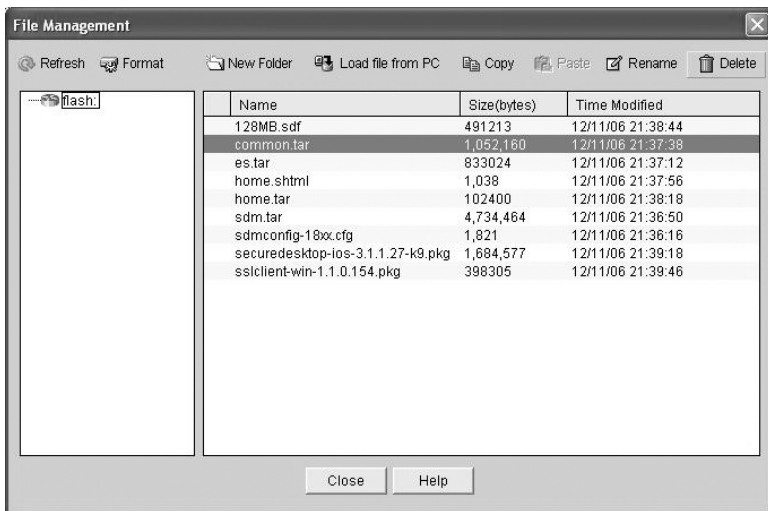 File Management
Refresh Format New Folder Load file from PC Copy Paste Rename Delete
flash:
Name Size(bytes) Time Modified
128MB.sdf 491213 12/11/06 21:38:44
common.tar 1,052,160 12/11/06 21:37:38
es.tar 833024 12/11/06 21:37:12
home.shtml 1,038 12/11/06 21:37:56
home.tar 102400 12/11/06 21:38:18
sdm.tar 4,734,464 12/11/06 21:36:50
sdmconfig-18xx.cfg 1,821 12/11/06 21:36:16
securedesktop-ios-3.1.1.27-k9.pkg 1,684,577 12/11/06 21:39:18
sslclient-win-1.1.0.154.pkg 398305 12/11/06 21:39:46
Close Help